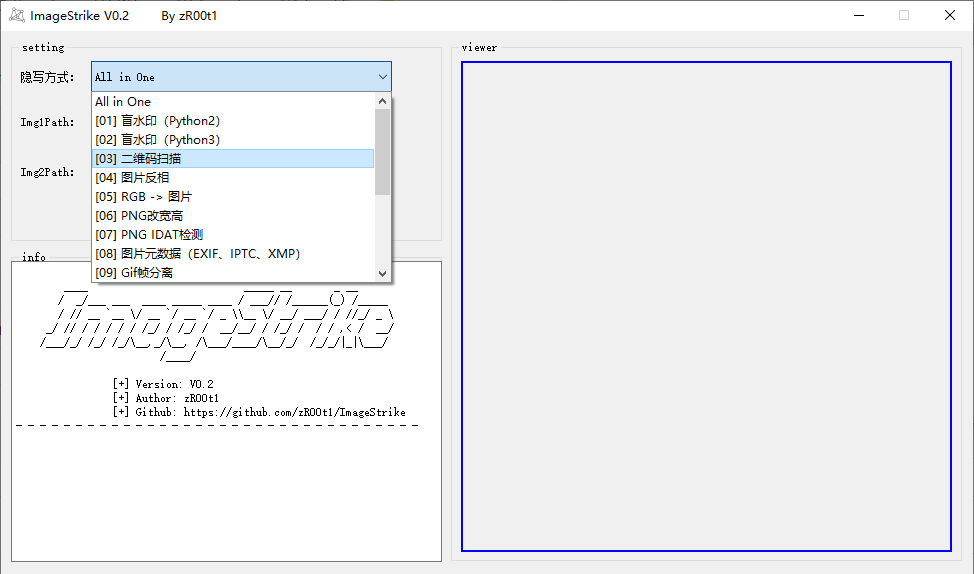 ImageStrike V0.2 By zR00t1
setting
隐写方式：
All in One
All in One
[01] 盲水印（Python2）
[02] 盲水印（Python3）
[03] 二维码扫描
[04] 图片反相
[05] RGB -> 图片
[06] PNG改宽高
[07] PNG IDAT检测
[08] 图片元数据（EXIF、IPTC、XMP）
[09] Gif帧分离
Img1Path:
Img2Path:
info
ImageStrike
[+] Version: V0.2
[+] Author: zR00t1
[+] Github: https://github.com/zR00t1/ImageStrike
viewer